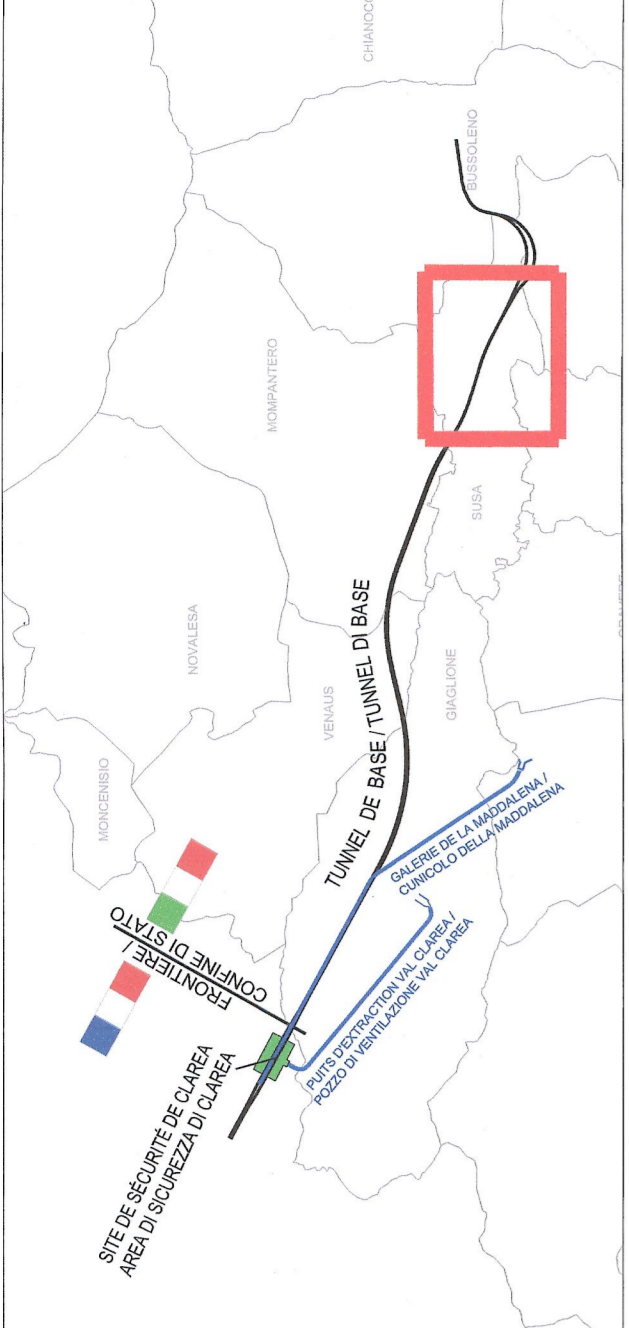 SITE DE SÉCURITÉ DE CLAREA
AREA DI SICUREZZA DI CLAREA
FRONTIERE /
CONFINE DI STATO
MONCENISIO
NOVALESA
VENAUS
MOMPANTERO
CHIANOCO
BUSSOLENO
TUNNEL DE BASE / TUNNEL DI BASE
SUSA
GIAGLIONE
PUITS D'EXTRACTION VAL CLAREA /
POZZO DI VENTILAZIONE VAL CLAREA
GALERIE DE LA MADDALENA /
CUNICOLO DELLA MADDALENA